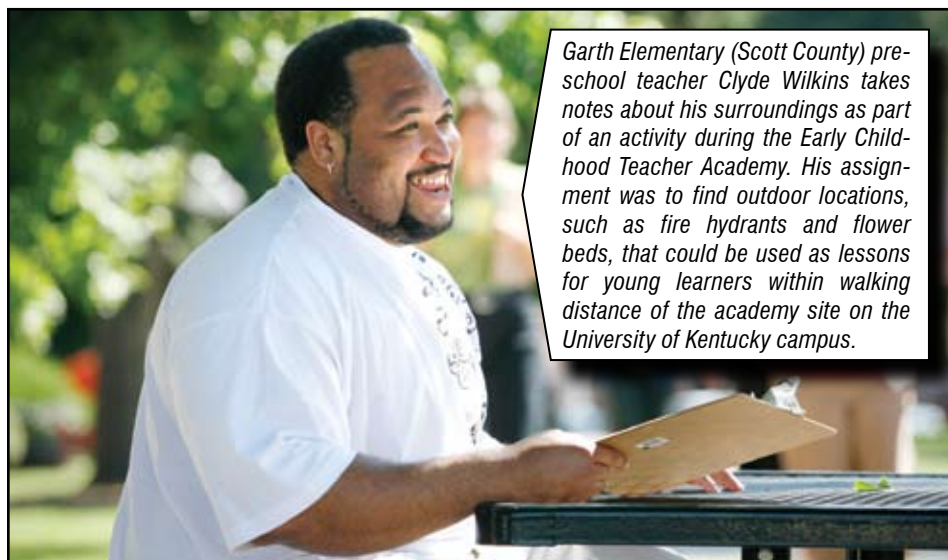 Garth Elementary (Scott County) pre-
school teacher Clyde Wilkins takes
notes about his surroundings as part
of an activity during the Early Child-
hood Teacher Academy. His assign-
ment was to find outdoor locations,
such as fire hydrants and flower
beds, that could be used as lessons
for young learners within walking
distance of the academy site on the
University of Kentucky campus.